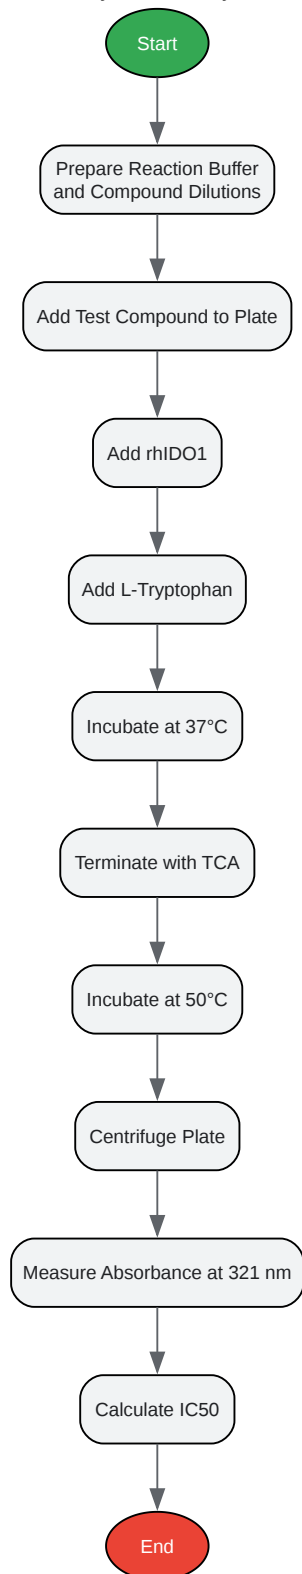 Start
Prepare Reaction Buffer
and Compound Dilutions
Add Test Compound to Plate
Add rhIDO1
Add L-Tryptophan
Incubate at 37°C
Terminate with TCA
Incubate at 50°C
Centrifuge Plate
Measure Absorbance at 321 nm
Calculate IC50
End